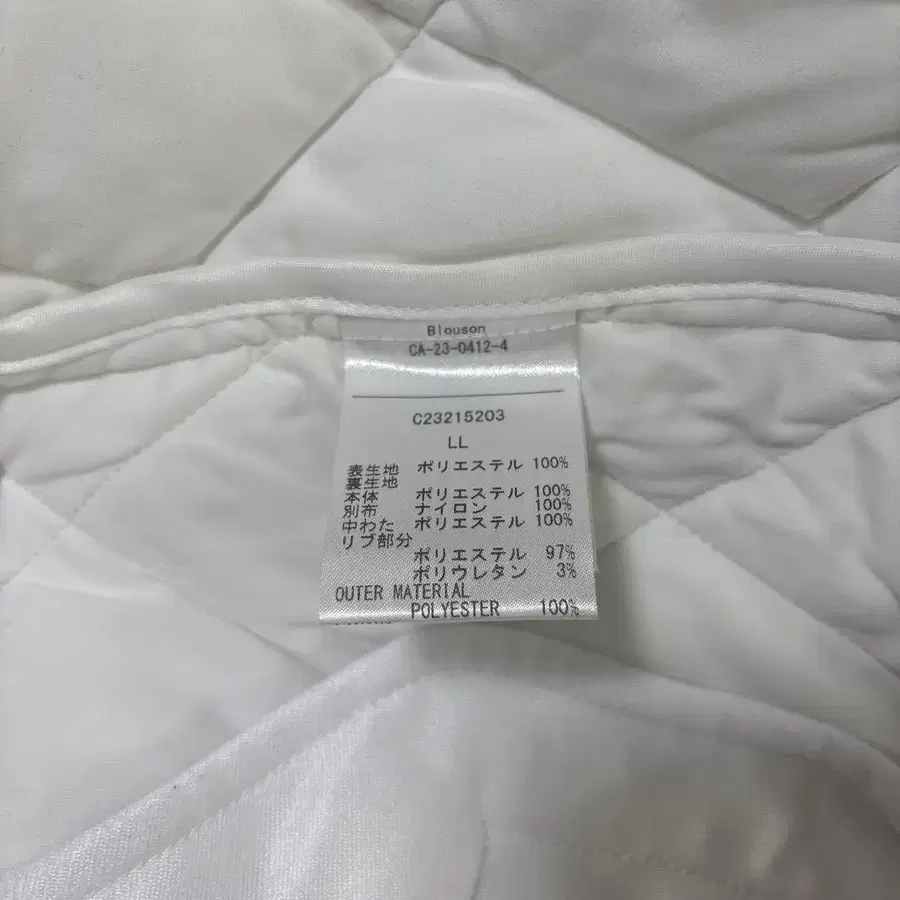 Blouson
CA-23-0412-4
C23215203
LL
表生地 ポリエステル 100%
裏生地
本体 ポリエステル 100%
別布 ナイロン 100%
中わた ポリエステル 100%
リブ部分
ポリエステル 97%
ポリウレタン 3%
OUTER MATERIAL
POLYESTER 100%